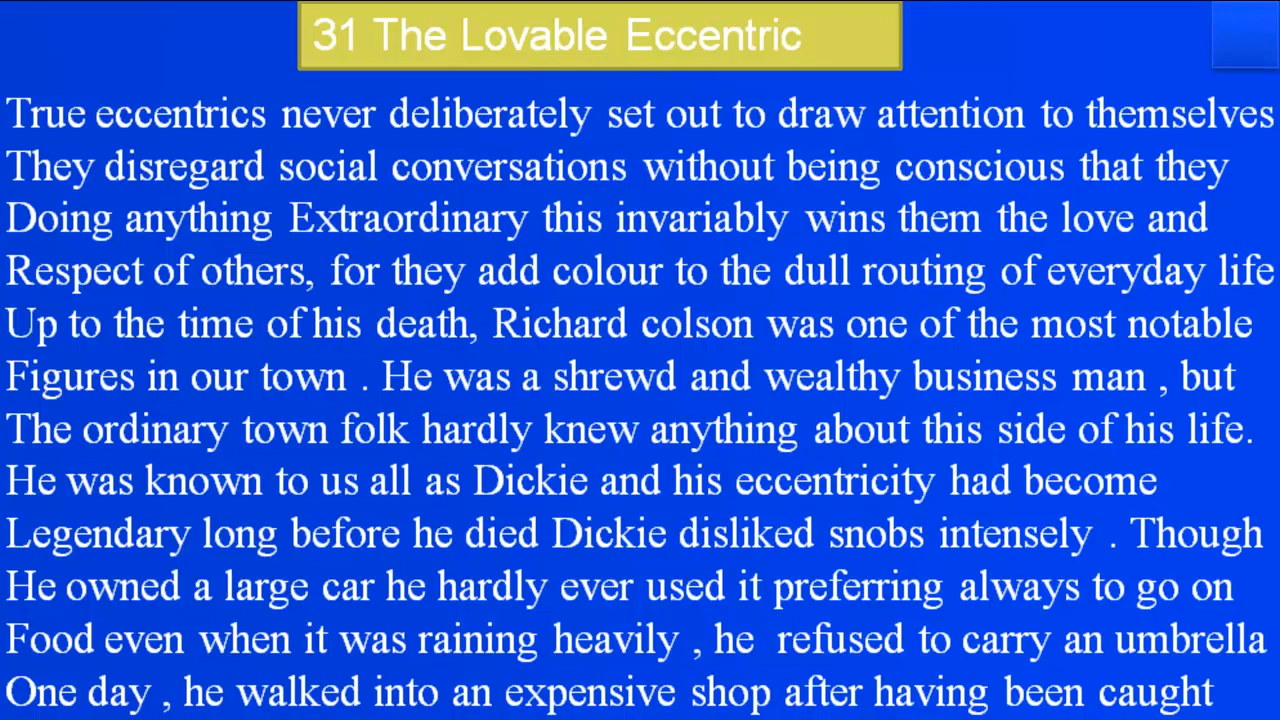 31 The Lovable Eccentric
True eccentrics never deliberately set out to draw attention to themselves
They disregard social conversations without being conscious that they
Doing anything Extraordinary this invariably wins them the love and
Respect of others, for they add colour to the dull routing of everyday life
Up to the time of his death, Richard colson was one of the most notable
Figures in our town . He was a shrewd and wealthy business man , but
The ordinary town folk hardly knew anything about this side of his life.
He was known to us all as Dickie and his eccentricity had become
Legendary long before he died Dickie disliked snobs intensely . Though
He owned a large car he hardly ever used it preferring always to go on
Food even when it was raining heavily , he refused to carry an umbrella
One day , he walked into an expensive shop after having been caught